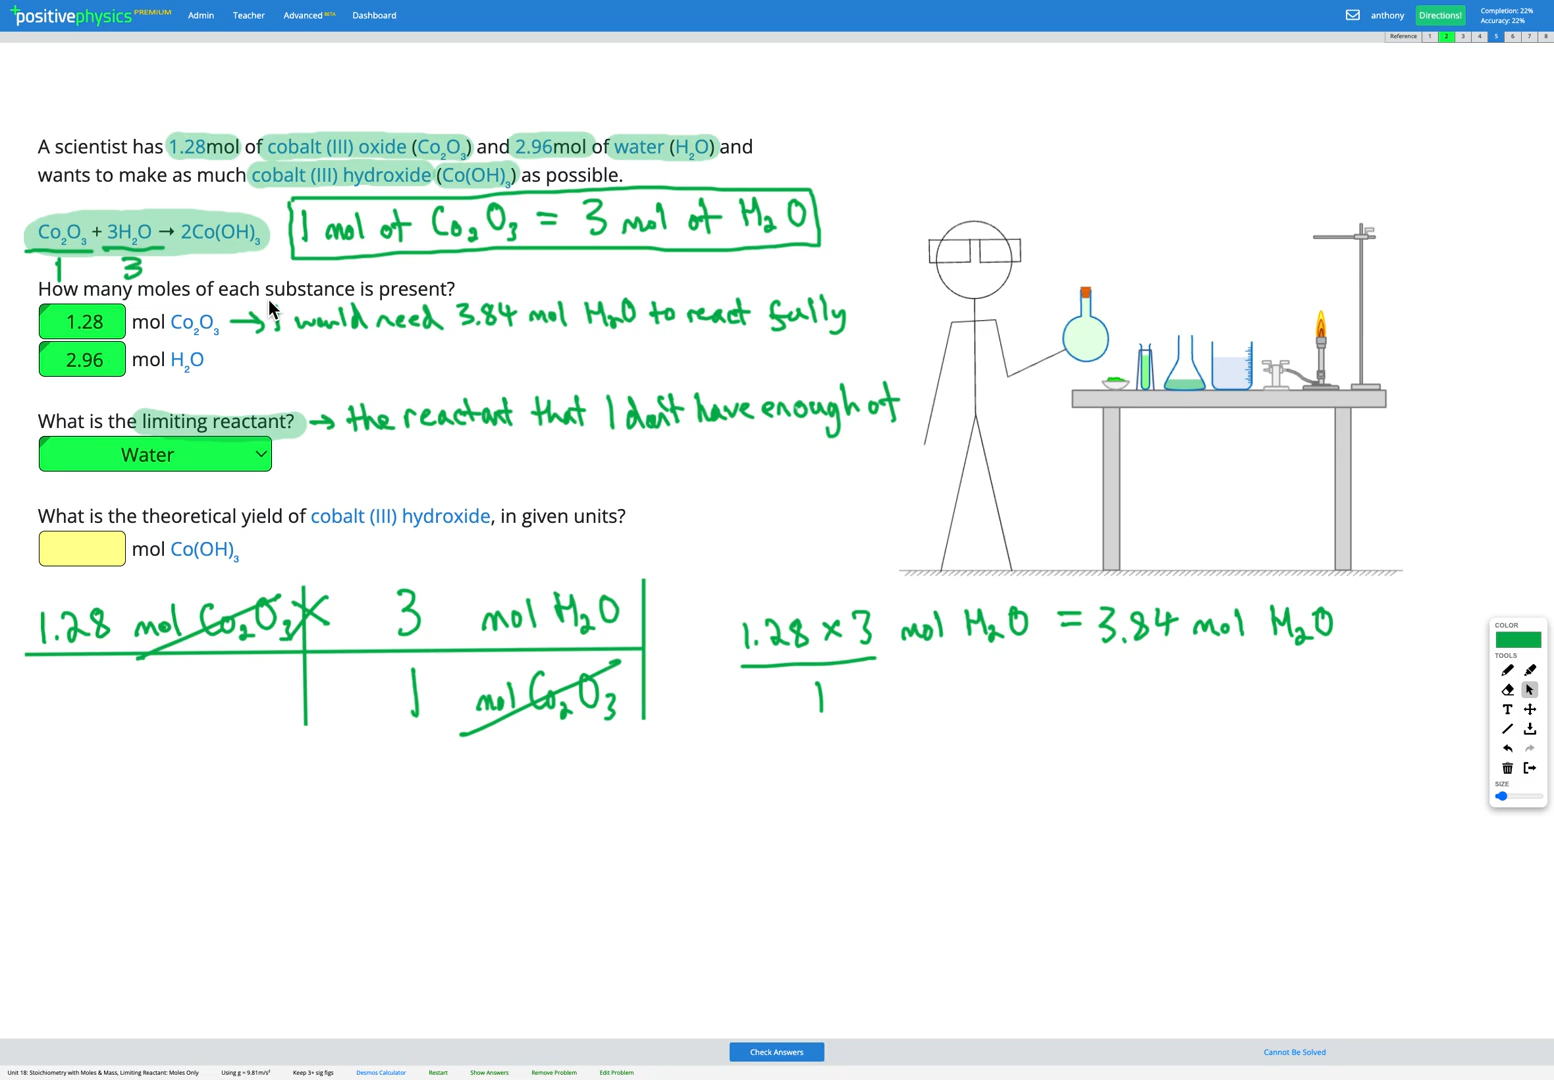 +positivephysics PREMIUM Admin Teacher Advanced BETA Dashboard anthony Directions! Completion: 22%
Accuracy: 22%
Reference 1 2 3 4 5 6 7 8
A scientist has 1.28mol of cobalt (III) oxide (Co₂O₃) and 2.96mol of water (H₂O) and
wants to make as much cobalt (III) hydroxide (Co(OH)₃) as possible.
1 mol of Co₂O₃ = 3 mol of H₂O
Co₂O₃ + 3H₂O → 2Co(OH)₃
1 3
How many moles of each substance is present?
1.28 mol Co₂O₃ → I would need 3.84 mol H₂O to react fully
2.96 mol H₂O
What is the limiting reactant? → the reactant that I don't have enough of
Water
What is the theoretical yield of cobalt (III) hydroxide, in given units?
mol Co(OH)₃
1.28 mol Co₂O₃ × 3 mol H₂O
1 mol Co₂O₃
1.28 × 3 mol H₂O = 3.84 mol H₂O
1
COLOR
TOOLS
T
SIZE
Check Answers
Cannot Be Solved
Unit 18: Stoichiometry with Moles & Mass, Limiting Reactant: Moles Only Using g = 9.81m/s² Keep 3+ sig figs Desmos Calculator Restart Show Answers Remove Problem Edit Problem